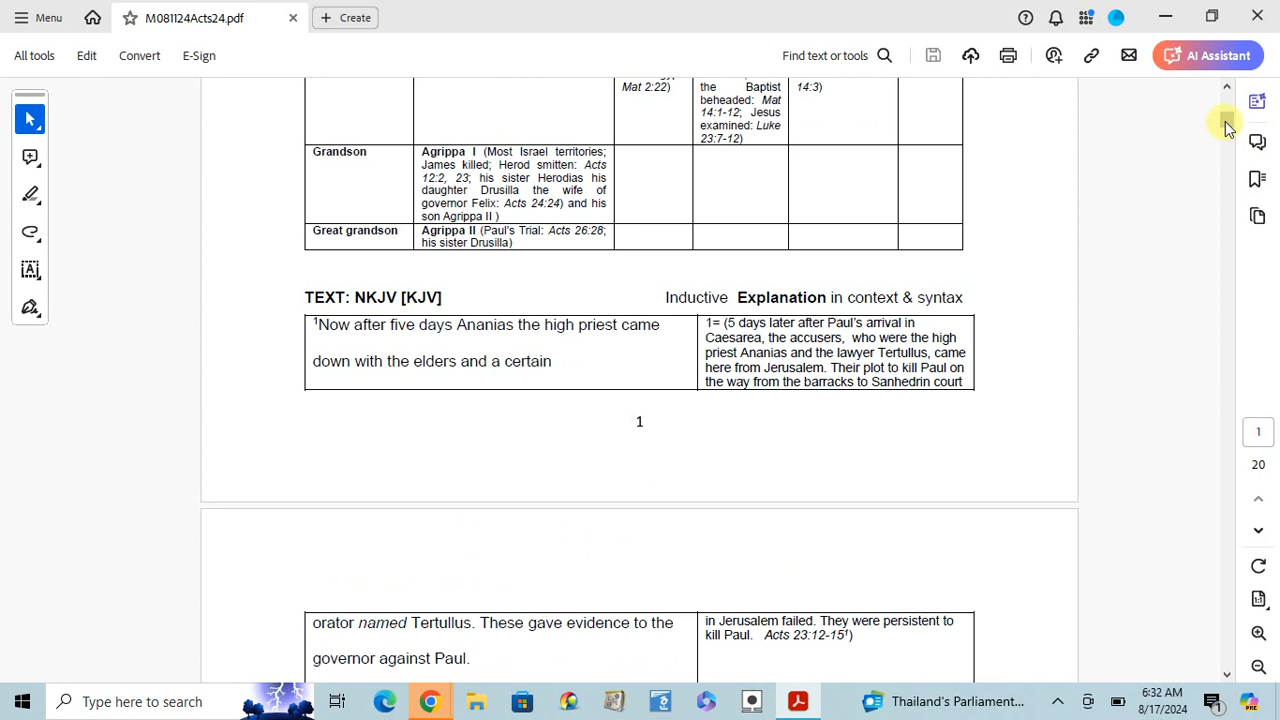 Menu
M081124Acts24.pdf
Create
All tools
Edit
Convert
E-Sign
Find text or tools
AI Assistant
Mat 2:22)
the Baptist
beheaded: Mat
14:1-12; Jesus
examined: Luke
23:7-12)
14:3)
Grandson
Agrippa I (Most Israel territories;
James killed; Herod smitten: Acts
12:2, 23; his sister Herodias his
daughter Drusilla the wife of
governor Felix: Acts 24:24) and his
son Agrippa II )
Great grandson
Agrippa II (Paul's Trial: Acts 26:28;
his sister Drusilla)
TEXT: NKJV [KJV]
Inductive Explanation in context & syntax
1Now after five days Ananias the high priest came
down with the elders and a certain
1= (5 days later after Paul's arrival in
Caesarea, the accusers, who were the high
priest Ananias and the lawyer Tertullus, came
here from Jerusalem. Their plot to kill Paul on
the way from the barracks to Sanhedrin court
1
orator named Tertullus. These gave evidence to the
governor against Paul.
in Jerusalem failed. They were persistent to
kill Paul. Acts 23:12-15¹)
1
20
Type here to search
Thailand's Parliament...
6:32 AM
8/17/2024
1
PRE